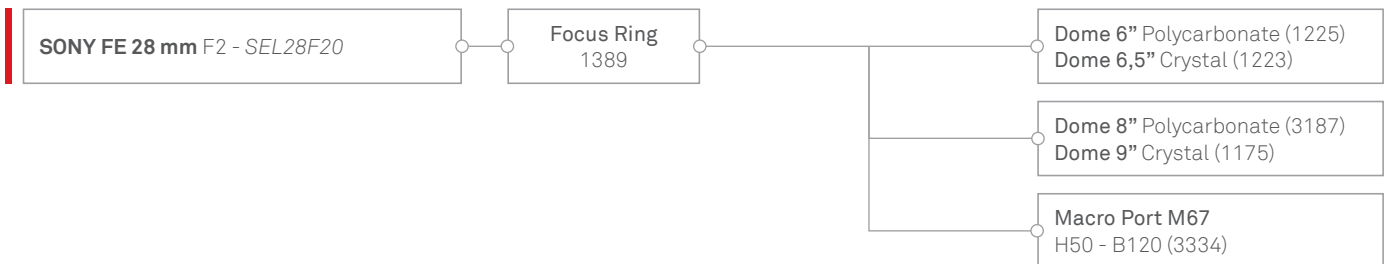 SONY FE 28 mm F2 - SEL28F20
Focus Ring
1389
Dome 6” Polycarbonate (1225)
Dome 6,5” Crystal (1223)
Dome 8” Polycarbonate (3187)
Dome 9” Crystal (1175)
Macro Port M67
H50 - B120 (3334)